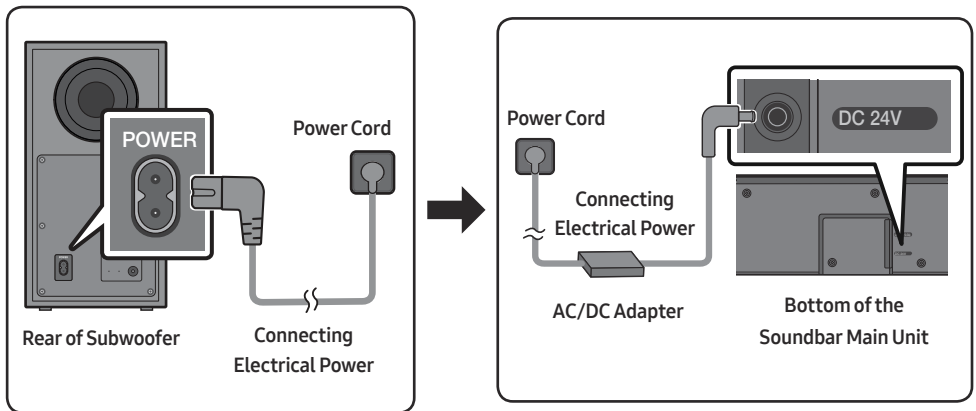 POWER
Power Cord
Rear of Subwoofer
Connecting
Electrical Power
DC 24V
Power Cord
Connecting
Electrical Power
AC/DC Adapter
Bottom of the
Soundbar Main Unit